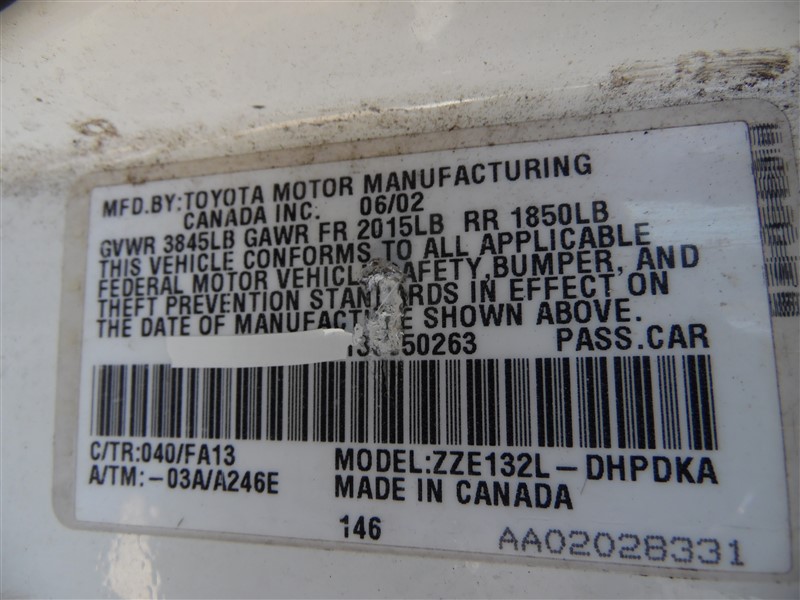 MFD.BY:TOYOTA MOTOR MANUFACTURING
CANADA INC. 06/02
GVWR 3845LB GAWR FR 2015LB RR 1850LB
THIS VEHICLE CONFORMS TO ALL APPLICABLE
FEDERAL MOTOR VEHICLE SAFETY,BUMPER, AND
THEFT PREVENTION STANDARDS IN EFFECT ON
THE DATE OF MANUFACTURE SHOWN ABOVE.
PASS.CAR
C/TR:040/FA13 MODEL:ZZE132L-DHPDKA
A/TM:-03A/A246E MADE IN CANADA
146 AA02028331